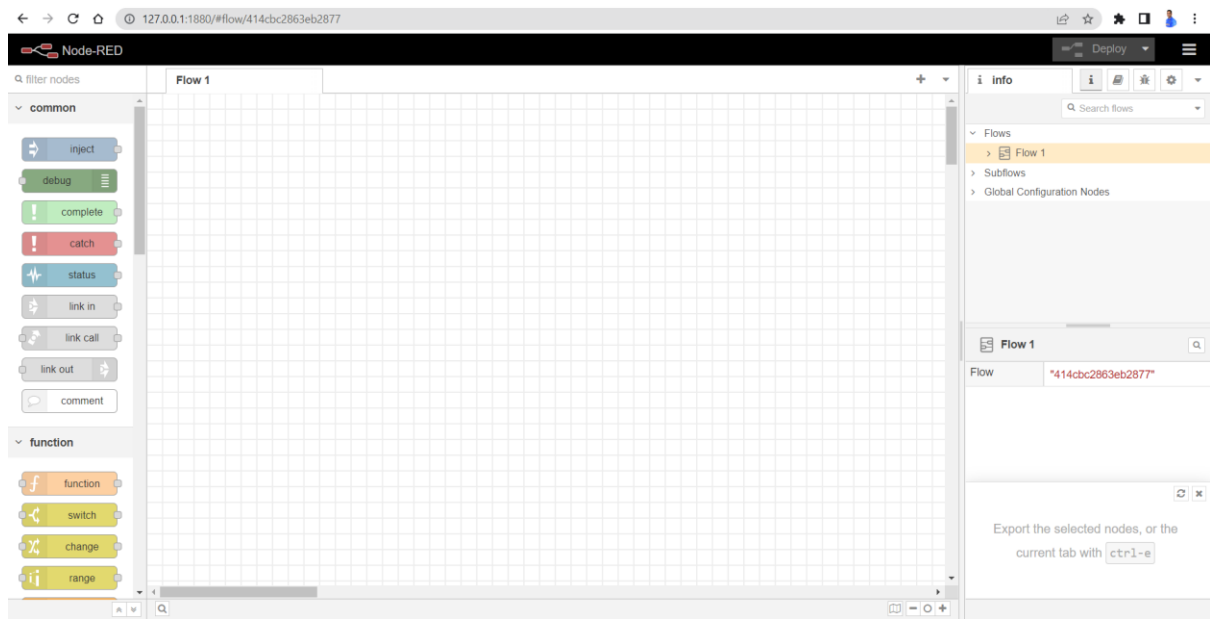 127.0.0.1:1880/#flow/414cbc2863eb2877
Node-RED
Deploy
filter nodes
Flow 1
i info
i
common
Search flows
inject
Flows
Flow 1
debug
Subflows
Global Configuration Nodes
complete
catch
status
link in
link call
Flow 1
link out
Flow
"414cbc2863eb2877"
comment
function
function
switch
Export the selected nodes, or the
current tab with ctrl-e
change
range